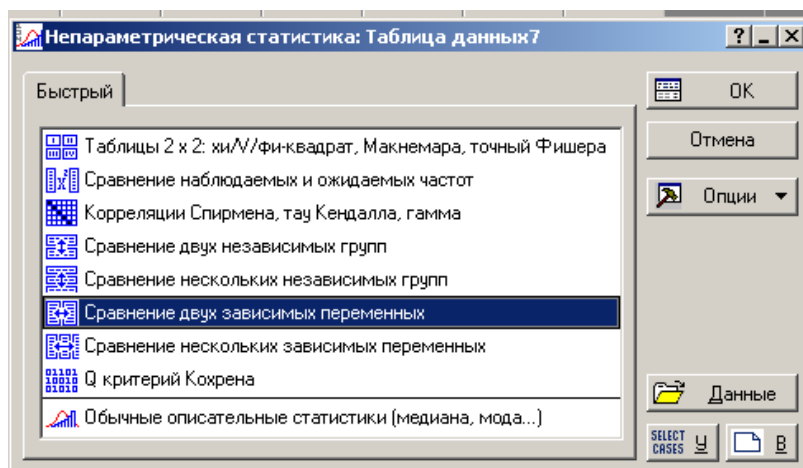 Непараметрическая статистика: Таблица данных7
Быстрый
Таблицы 2 x 2: хи/V/фи-квадрат, Макнемара, точный Фишера
Сравнение наблюдаемых и ожидаемых частот
Корреляции Спирмена, тау Кендалла, гамма
Сравнение двух независимых групп
Сравнение нескольких независимых групп
Сравнение двух зависимых переменных
Сравнение нескольких зависимых переменных
Q критерий Кохрена
Обычные описательные статистики (медиана, мода...)
OK
Отмена
Опции
Данные
SELECT CASES У
В